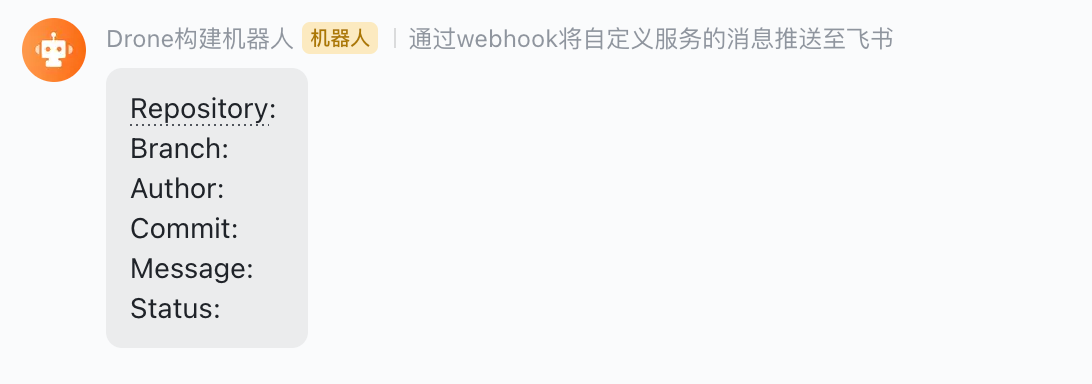 Drone构建机器人 机器人 | 通过webhook将自定义服务的消息推送至飞书
Repository:
Branch:
Author:
Commit:
Message:
Status: